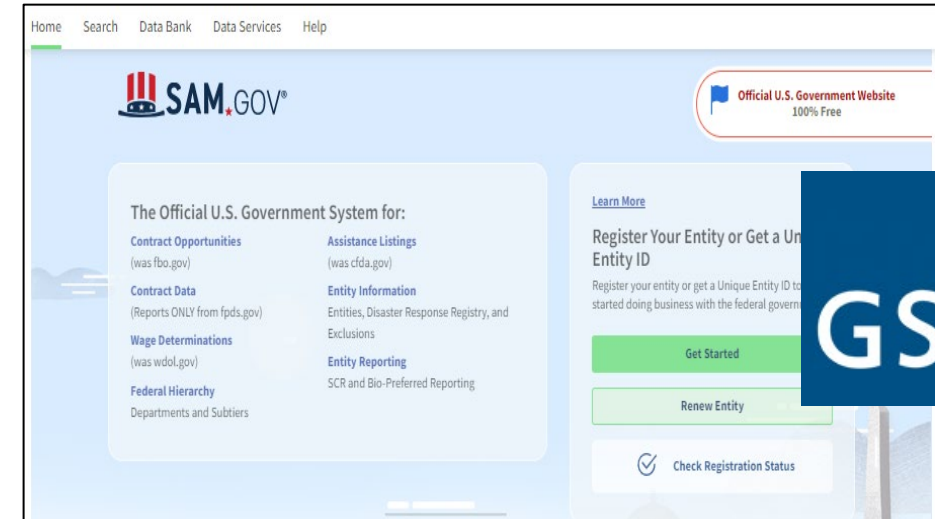 Home Search Data Bank Data Services Help
SAM.GOV®
Official U.S. Government Website
100% Free
The Official U.S. Government System for:
Contract Opportunities
(was fbo.gov)
Contract Data
(Reports ONLY from fpds.gov)
Wage Determinations
(was wdol.gov)
Federal Hierarchy
Departments and Subtiers
Assistance Listings
(was cfda.gov)
Entity Information
Entities, Disaster Response Registry, and
Exclusions
Entity Reporting
SCR and Bio-Preferred Reporting
Learn More
Register Your Entity or Get a
Entity ID
Register your entity or get a Unique Entity ID to
started doing business with the federal
Get Started
Renew Entity
Check Registration Status
GS